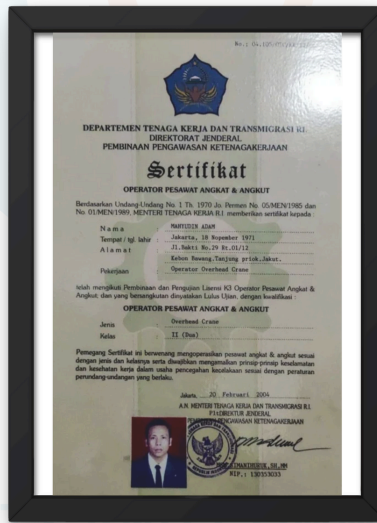 DEPARTEMEN TENAGA KERJA DAN TRANSMIGRASI RI.
DIREKTORAT JENDERAL
PEMBINAAN PENGAWASAN KETENAGAKERJAAN
Sertifikat
OPERATOR PESAWAT ANGKAT & ANGKUT
Berdasarkan Undang-Undang No. 1 Th. 1970 Jo. Permen No. 05/MEN/1985 dan
No. 01/MEN/1989, MENTERI TENAGA KERJA R.I. memberikan sertifikat kepada
N a m a MAHYUDIN ADAM
Tempat / tgl. lahir : Jakarta, 18 Nopember 1971
A l a m a t Jl.Bakti No.29 Rt.01/12
Kebon Bawang,Tanjung priok,Jakut.
Pekerjaan Operator Overhead Crane
telah mengikuti Pembinaan dan Pengujian Lisensi K3 Operator Pesawat Angkat &
Angkut; dan yang bersangkutan dinyatakan Lulus Ujian, dengan kwalifikasi :
OPERATOR PESAWAT ANGKAT & ANGKUT
Jenis Overhead Crane
Kelas II (Dua)
Pemegang Sertifikat ini berwenang mengoperasikan pesawat angkat & angkut sesuai
dengan jenis dan kelasnya serta diwajibkan mengamalkan prinsip-prinsip keselamatan
dan kesehatan kerja dalam usaha pencegahan kecelakaan sesuai dengan peraturan
perundang-undangan yang berlaku.
Jakarta, 20 Februari 2004
A.N. MENTERI TENAGA KERJA DAN TRANSMIGRASI R.I.
DIREKTUR JENDERAL
PENGAWASAN KETENAGAKERJAAN
NIP.: 130353033